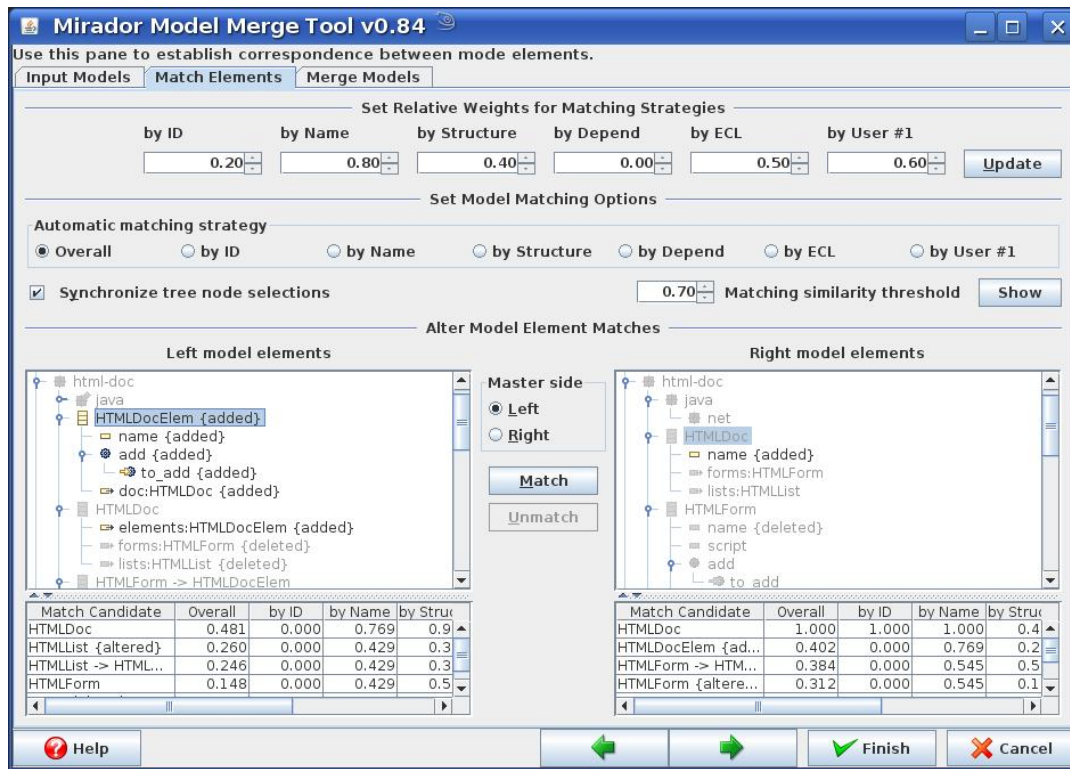 Mirador Model Merge Tool v0.84
Use this pane to establish correspondence between mode elements.
Input Models Match Elements Merge Models
Set Relative Weights for Matching Strategies
by ID by Name by Structure by Depend by ECL by User #1
0.20 0.80 0.40 0.00 0.50 0.60 Update
Set Model Matching Options
Automatic matching strategy
Overall by ID by Name by Structure by Depend by ECL by User #1
Synchronize tree node selections 0.70 Matching similarity threshold Show
Alter Model Element Matches
Left model elements
html-doc
java
HTMLDocElem {added}
name {added}
add {added}
to_add {added}
doc:HTMLDoc {added}
HTMLDoc
elements:HTMLDocElem {added}
forms:HTMLForm {deleted}
lists:HTMLList {deleted}
HTMLForm -> HTMLDocElem
Match Candidate Overall by ID by Name by Struc
HTMLDoc 0.481 0.000 0.769 0.9
HTMLList {altered} 0.260 0.000 0.429 0.3
HTMLList -> HTML... 0.246 0.000 0.429 0.3
HTMLForm 0.148 0.000 0.429 0.5
Master side
Left
Right
Match
Unmatch
Right model elements
html-doc
java
net
HTMLDoc
name {added}
forms:HTMLForm
lists:HTMLList
HTMLForm
name {deleted}
script
add
to_add
Match Candidate Overall by ID by Name by Struc
HTMLDoc 1.000 1.000 1.000 0.4
HTMLDocElem {ad... 0.402 0.000 0.769 0.2
HTMLForm -> HTM... 0.384 0.000 0.545 0.5
HTMLForm {altere... 0.312 0.000 0.545 0.1
Help Finish Cancel